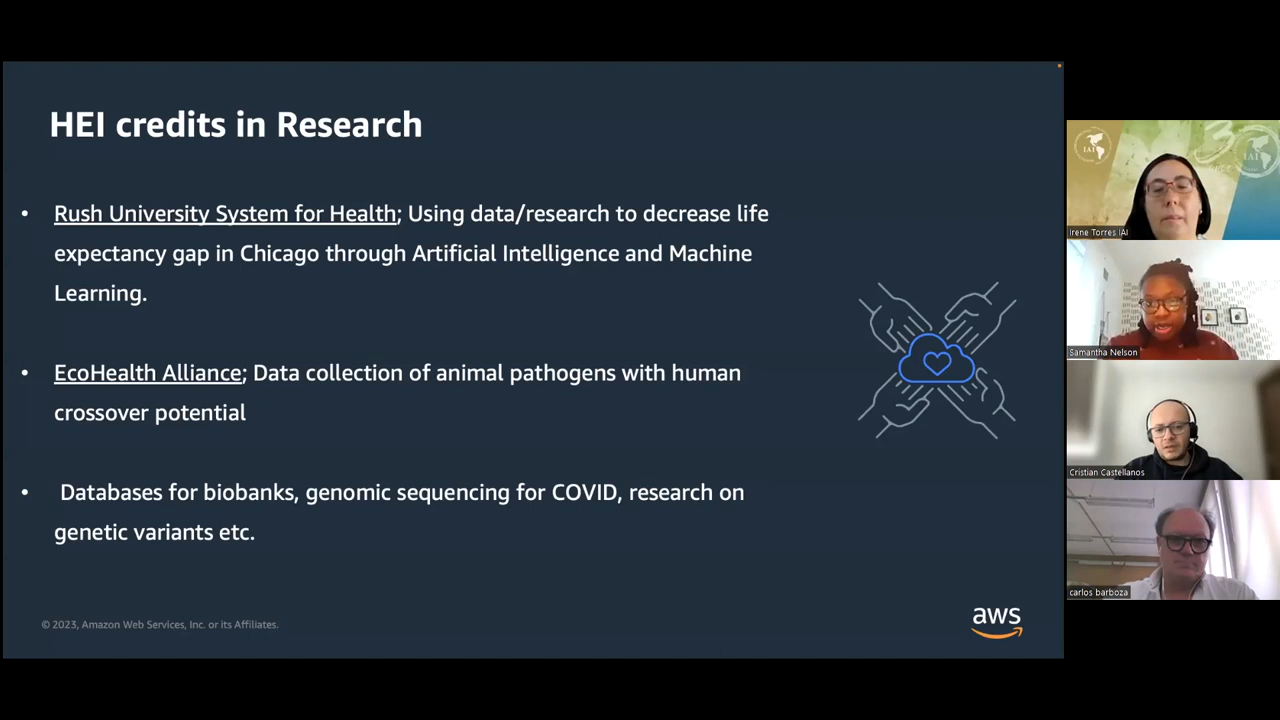 HEI credits in Research
• Rush University System for Health; Using data/research to decrease life
expectancy gap in Chicago through Artificial Intelligence and Machine
Learning.
• EcoHealth Alliance; Data collection of animal pathogens with human
crossover potential
• Databases for biobanks, genomic sequencing for COVID, research on
genetic variants etc.
© 2023, Amazon Web Services, Inc. or its Affiliates.
aws
IAI
IAI
Irene Torres IAI
Samantha Nelson
Cristian Castellanos
carlos barboza